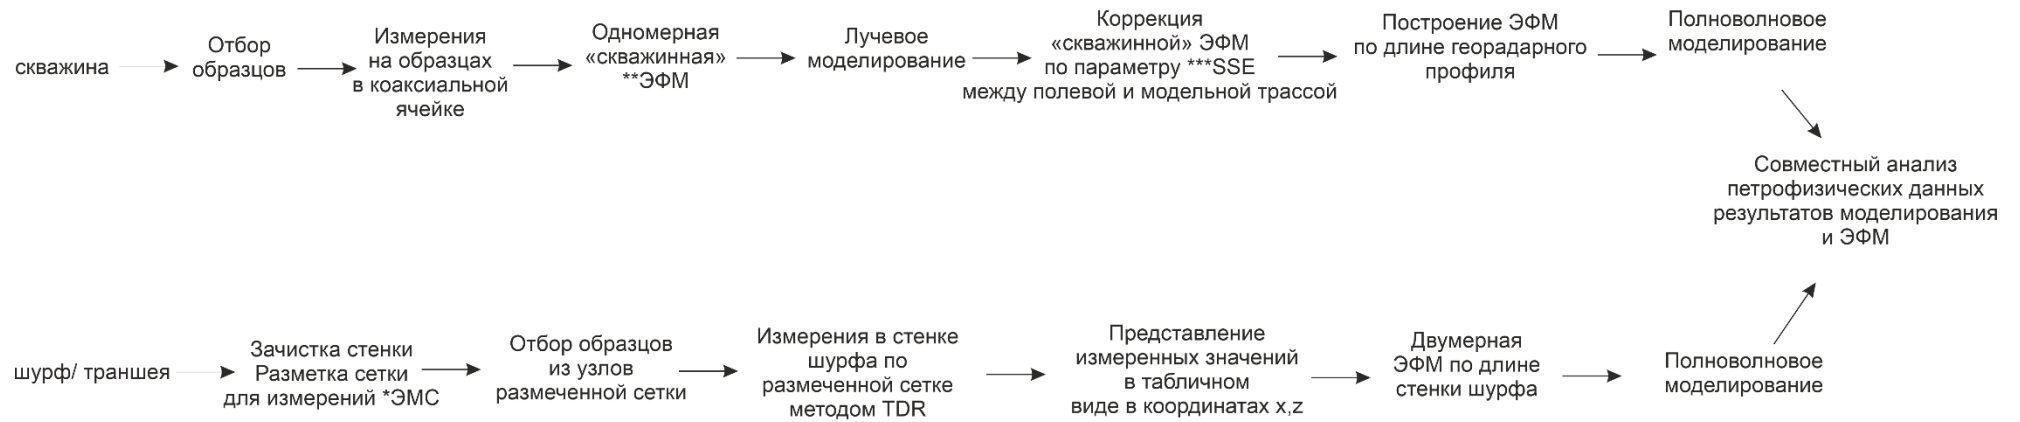 скважина
Отбор
образцов
Измерения
на образцах
в коаксиальной
ячейке
Одномерная
«скважинная»
**ЭФМ
Лучевое
моделирование
Коррекция
«скважинной» ЭФМ
по параметру ***SSE
между полевой и модельной трассой
Построение ЭФМ
по длине георадарного
профиля
Полноволновое
моделирование
Совместный анализ
петрофизических данных
результатов моделирования
и ЭФМ
шурф/ траншея
Зачистка стенки
Разметка сетки
для измерений *ЭМС
Отбор образцов
из узлов
размеченной сетки
Измерения в стенке
шурфа по
размеченной сетке
методом TDR
Представление
измеренных значений
в табличном
виде в координатах x,z
Двумерная
ЭФМ по длине
стенки шурфа
Полноволновое
моделирование